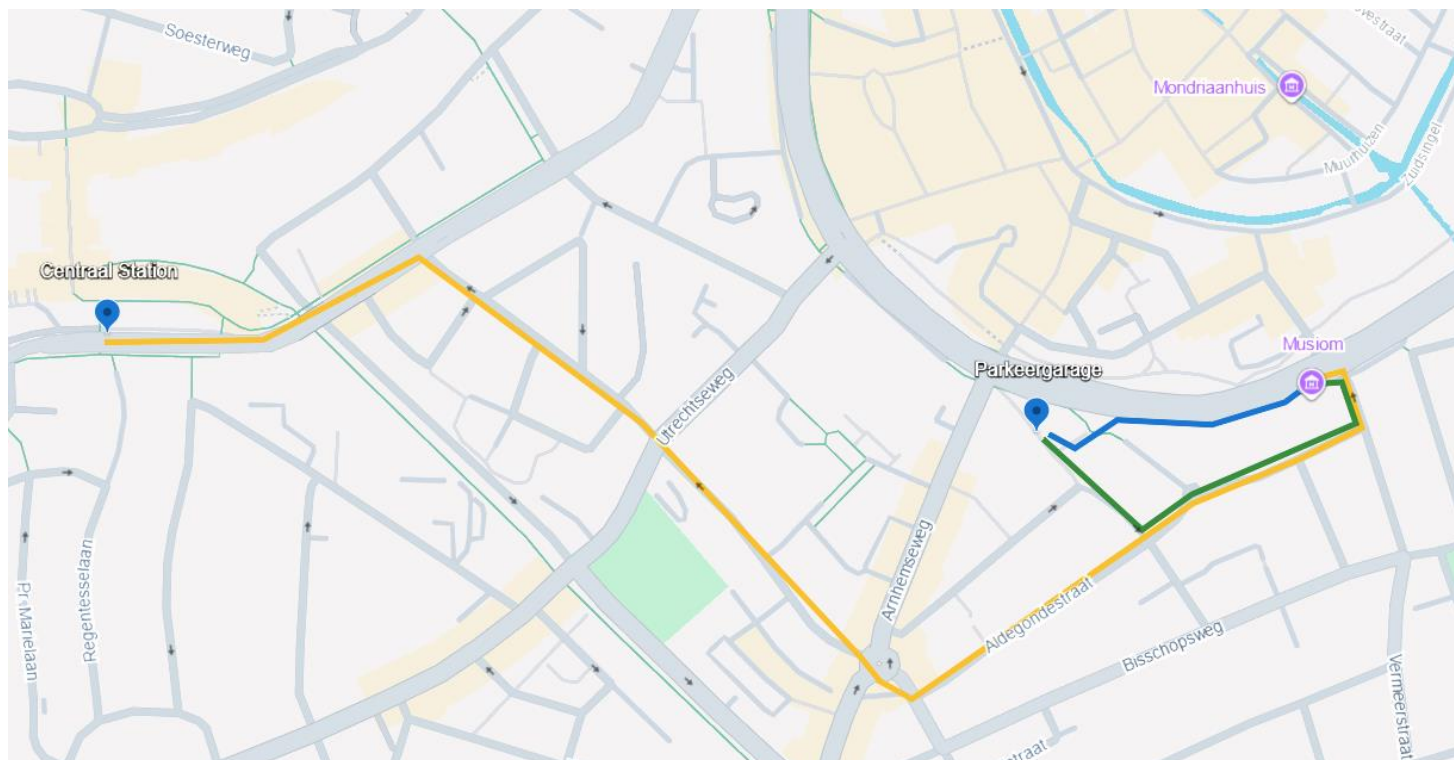 Soesterweg
Mondriaanhuis
Muurhuizen
Zuidsingel
Centraal Station
Musiom
Parkeergarage
Utrechtseweg
Arnhemseweg
Aldegondestraat
Bisschopsweg
Vermeerstraat
Regentesselaan
Pr. Marielaan